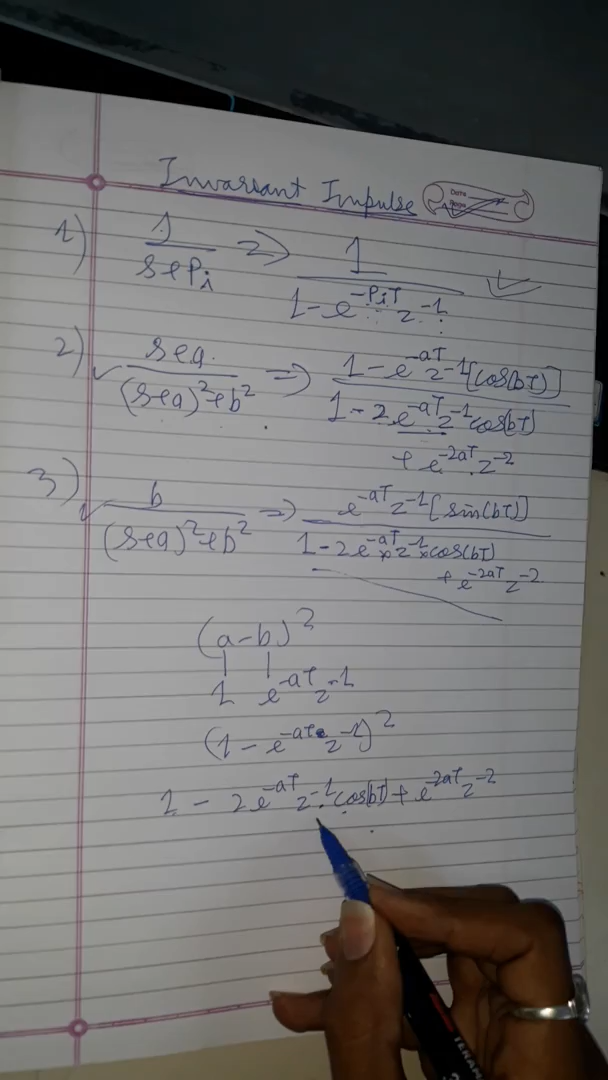 Invariant Impulse
Date
Page
1) 1/(s+Pi) => 1/(1-e^-PiT z^-1)
2) (s+a)/((s+a)^2+b^2) => (1-e^-aT z^-1[cos(bT)])/(1-2e^-aT z^-1 cos(bT) + e^-2aT z^-2)
3) b/((s+a)^2+b^2) => (e^-aT z^-1[sin(bT)])/(1-2e^-aT z^-1 cos(bT) + e^-2aT z^-2)
(a-b)^2
1 e^-aT z^-1
(1-e^-aT z^-1)^2
1 - 2e^-aT z^-1 cos(bT) + e^-2aT z^-2